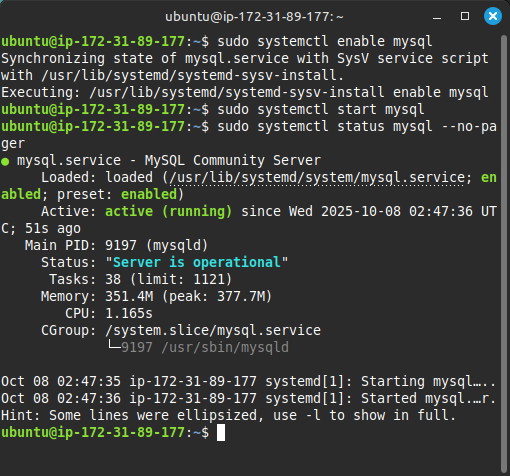 ubuntu@ip-172-31-89-177: ~
ubuntu@ip-172-31-89-177:~$ sudo systemctl enable mysql
Synchronizing state of mysql.service with SysV service script
with /usr/lib/systemd/systemd-sysv-install.
Executing: /usr/lib/systemd/systemd-sysv-install enable mysql
ubuntu@ip-172-31-89-177:~$ sudo systemctl start mysql
ubuntu@ip-172-31-89-177:~$ sudo systemctl status mysql --no-pa
ger
● mysql.service - MySQL Community Server
Loaded: loaded (/usr/lib/systemd/system/mysql.service; en
abled; preset: enabled)
Active: active (running) since Wed 2025-10-08 02:47:36 UT
C; 51s ago
Main PID: 9197 (mysqld)
Status: "Server is operational"
Tasks: 38 (limit: 1121)
Memory: 351.4M (peak: 377.7M)
CPU: 1.165s
CGroup: /system.slice/mysql.service
└─9197 /usr/sbin/mysqld
Oct 08 02:47:35 ip-172-31-89-177 systemd[1]: Starting mysql…..
Oct 08 02:47:36 ip-172-31-89-177 systemd[1]: Started mysql.…r.
Hint: Some lines were ellipsized, use -l to show in full.
ubuntu@ip-172-31-89-177:~$